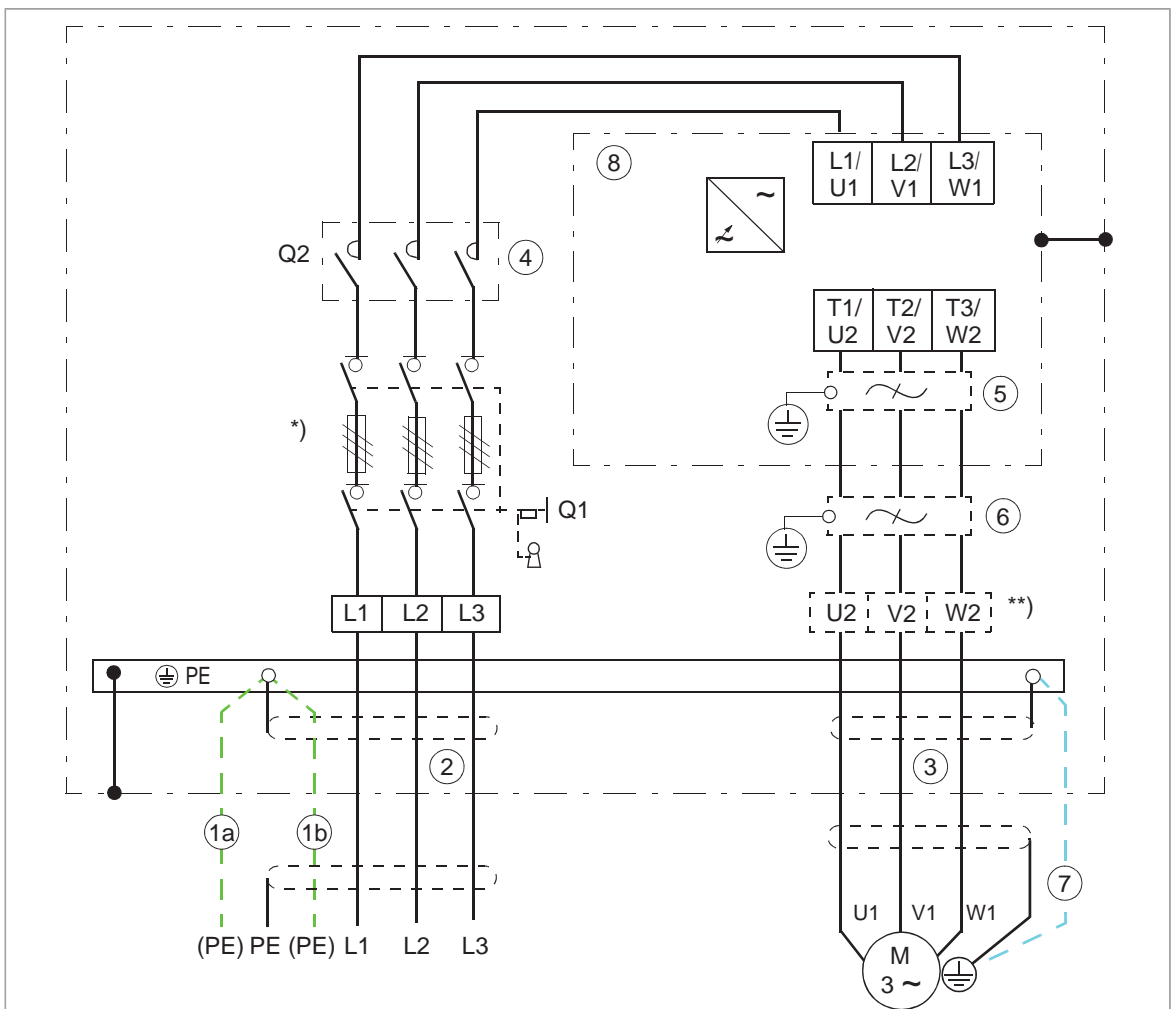 8
L1/ L2/ L3/
U1 V1 W1
~
Q2
4
T1/ T2/ T3/
U2 V2 W2
5
*)
Q1
6
L1 L2 L3
U2 V2 W2 **)
PE
2
3
1a
1b
7
U1 V1 W1
(PE) PE (PE) L1 L2 L3
M
3 ~